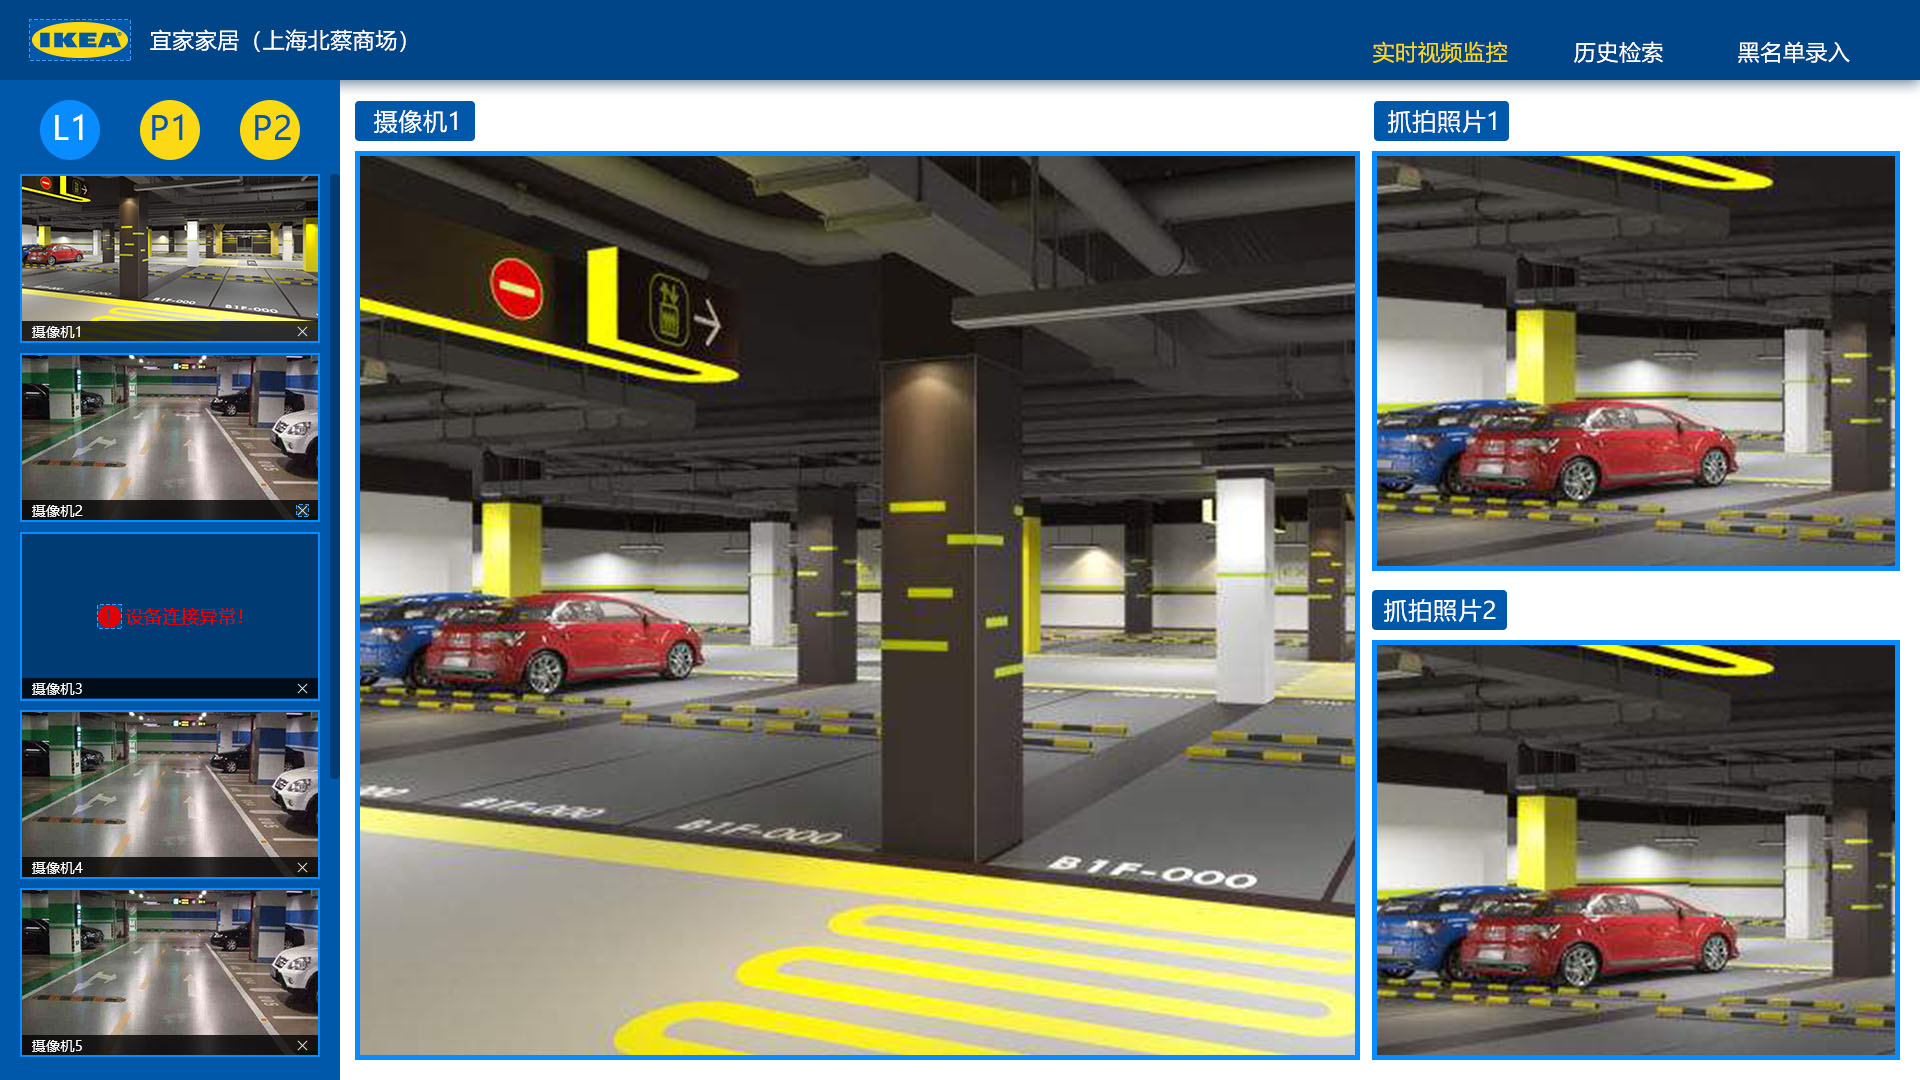 IKEA 宜家家居（上海北蔡商场）
实时视频监控 历史检索 黑名单录入
L1 P1 P2
摄像机1
摄像机2
设备连接异常！
摄像机3
摄像机4
摄像机5
摄像机1
B1F-000
B1F-000
B1F-000
抓拍照片1
抓拍照片2